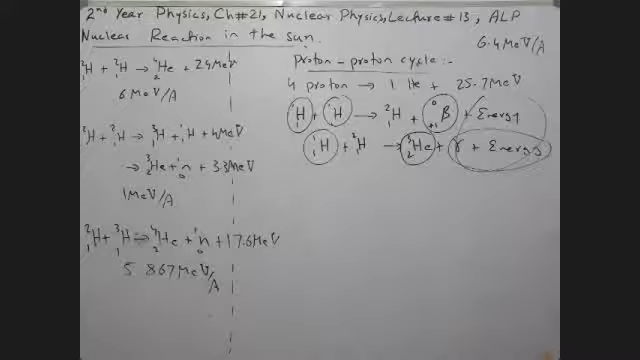 2nd Year Physics, Ch#21, Nuclear Physics, Lecture#13, ALP
Nuclear Reaction in the sun.
6.4MeV/A
²₁H + ²₁H → ⁴₂He + 24MeV
6MeV/A
²₁H + ²₁H → ³₁H + ¹₁H + 4MeV
→ ³₂He + ¹₀n + 3.3MeV
1MeV/A
²₁H + ³₁H → ⁴₂He + ¹₀n + 17.6MeV
5.867MeV/A
Proton-proton cycle:-
4 proton → 1 He + 25.7MeV
¹₁H + ¹₁H → ²₁H + ⁰₊₁β + Energy
¹₁H + ²₁H → ³₂He + γ + Energy